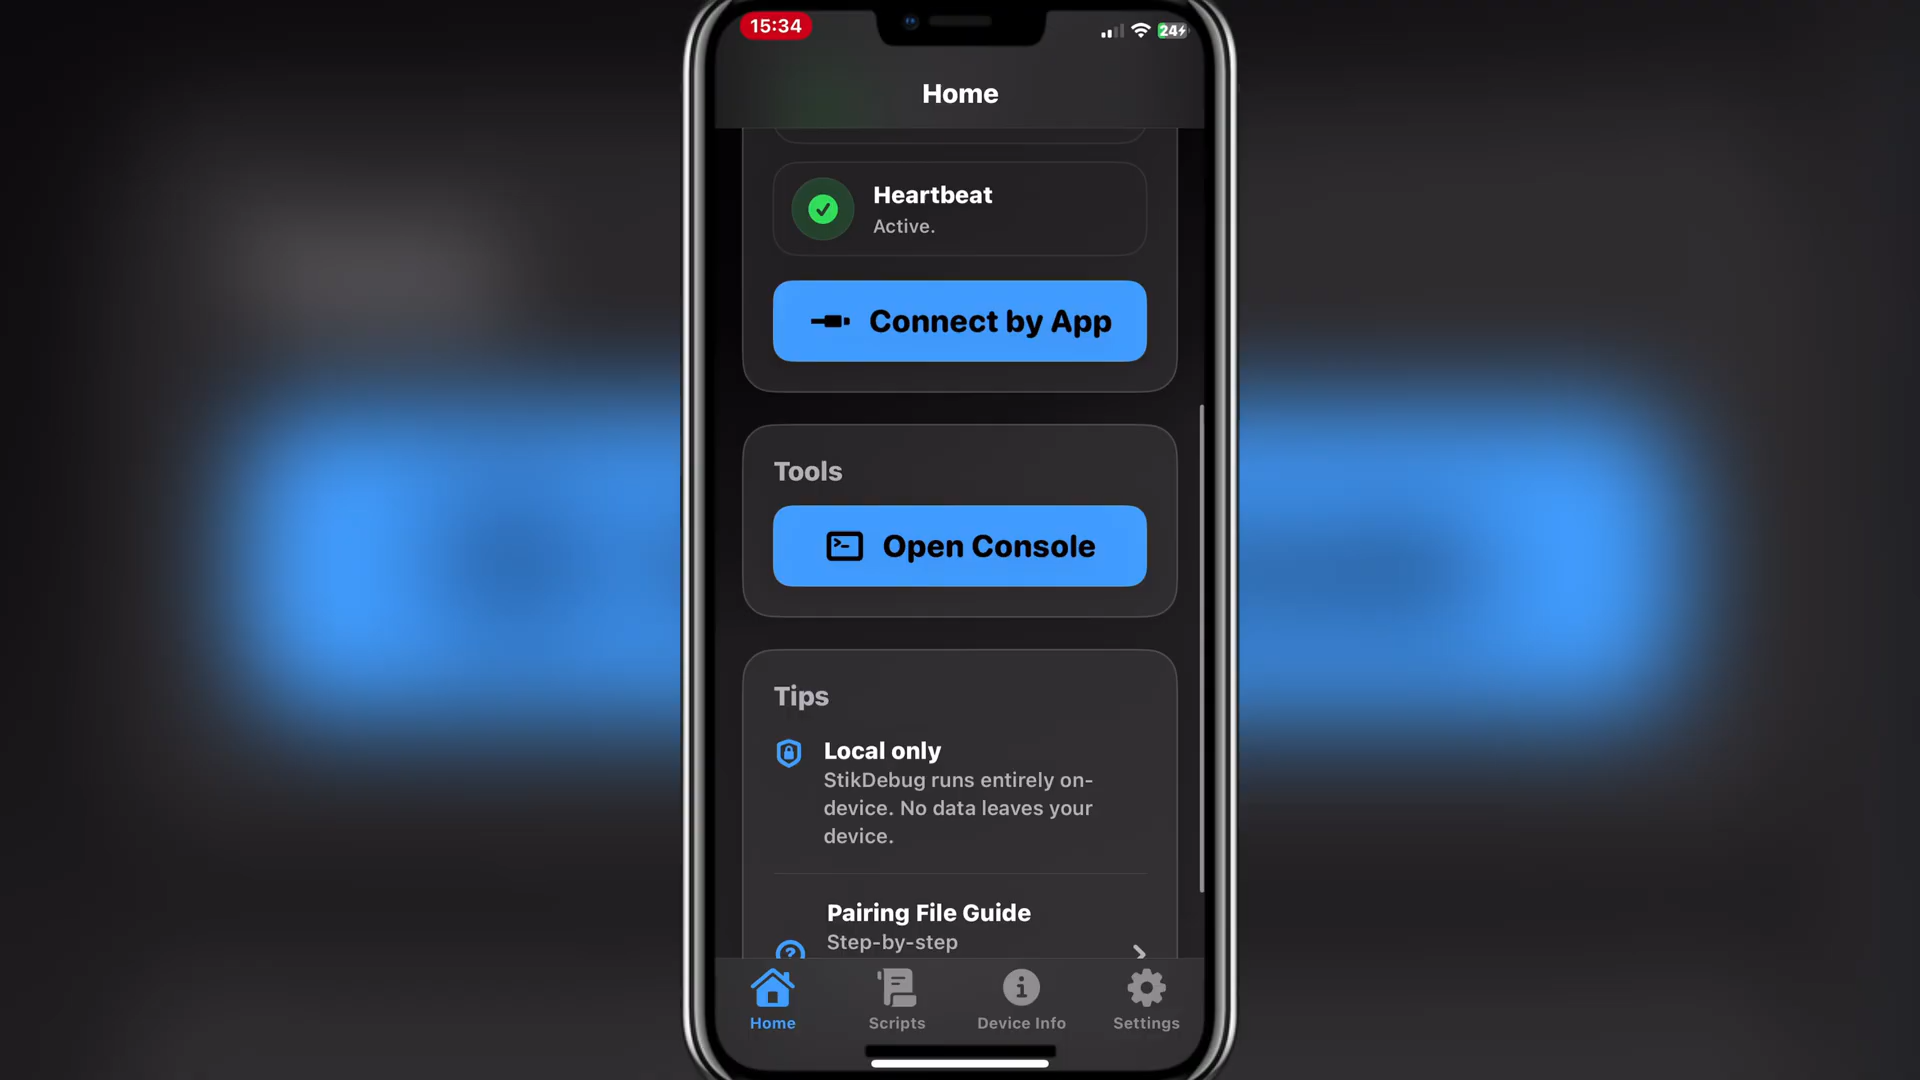 15:34
24
Home
Heartbeat
Active.
Connect by App
Tools
Open Console
Tips
Local only
StikDebug runs entirely on-
device. No data leaves your
device.
Pairing File Guide
Step-by-step
Home
Scripts
Device Info
Settings